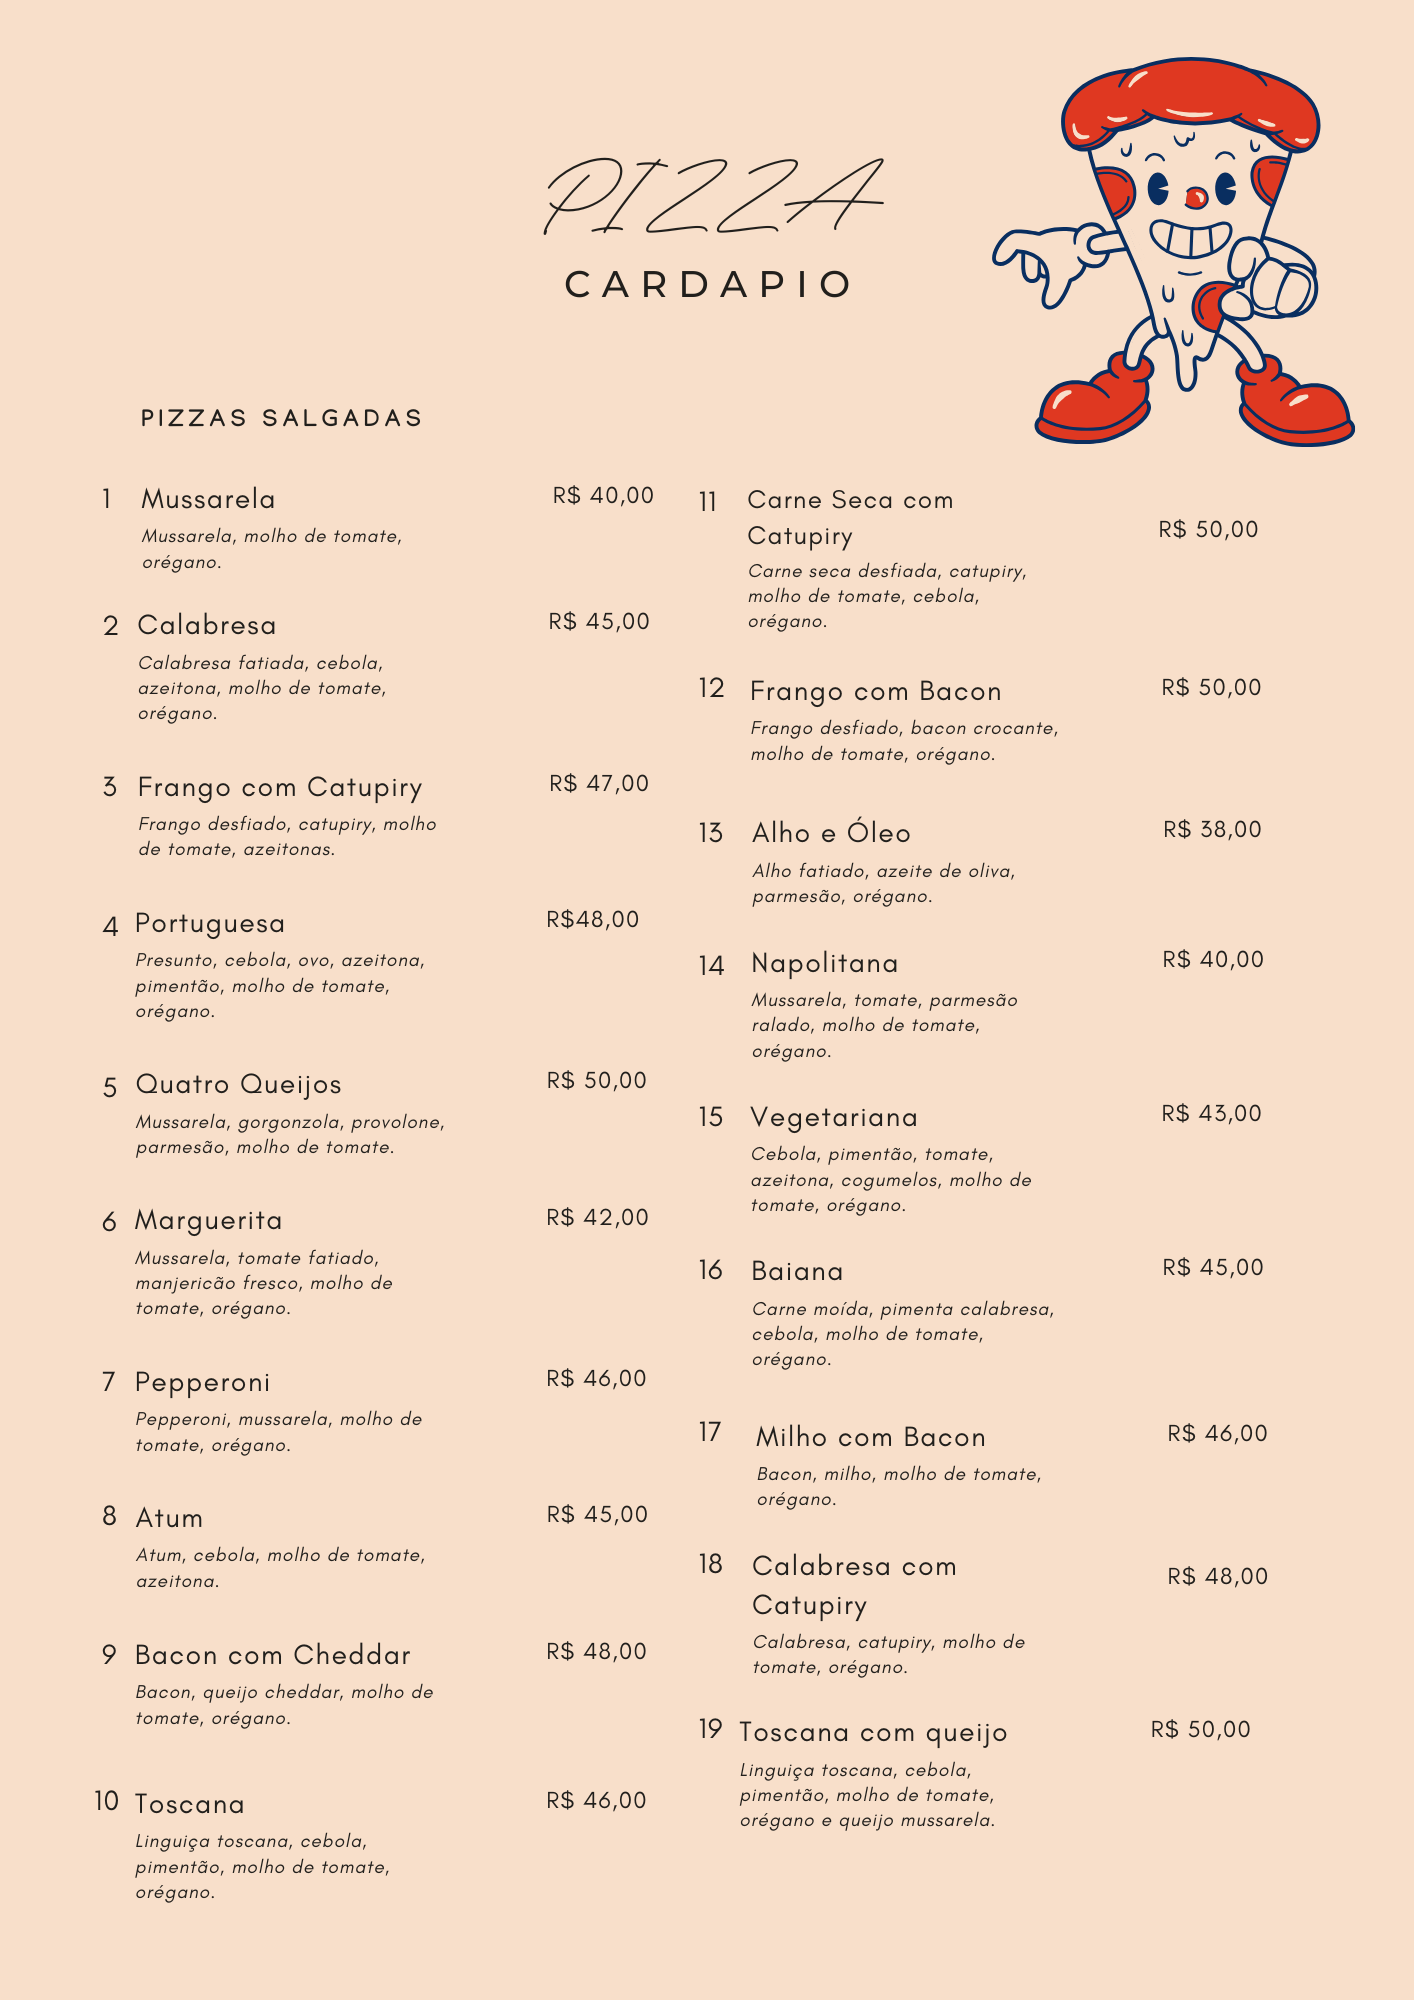 PIZZA
CARDAPIO
PIZZAS SALGADAS
1 Mussarela R$ 40,00
Mussarela, molho de tomate,
orégano.
2 Calabresa R$ 45,00
Calabresa fatiada, cebola,
azeitona, molho de tomate,
orégano.
3 Frango com Catupiry R$ 47,00
Frango desfiado, catupiry, molho
de tomate, azeitonas.
4 Portuguesa R$48,00
Presunto, cebola, ovo, azeitona,
pimentão, molho de tomate,
orégano.
5 Quatro Queijos R$ 50,00
Mussarela, gorgonzola, provolone,
parmesão, molho de tomate.
6 Marguerita R$ 42,00
Mussarela, tomate fatiado,
manjericão fresco, molho de
tomate, orégano.
7 Pepperoni R$ 46,00
Pepperoni, mussarela, molho de
tomate, orégano.
8 Atum R$ 45,00
Atum, cebola, molho de tomate,
azeitona.
9 Bacon com Cheddar R$ 48,00
Bacon, queijo cheddar, molho de
tomate, orégano.
10 Toscana R$ 46,00
Linguiça toscana, cebola,
pimentão, molho de tomate,
orégano.
11 Carne Seca com
Catupiry R$ 50,00
Carne seca desfiada, catupiry,
molho de tomate, cebola,
orégano.
12 Frango com Bacon R$ 50,00
Frango desfiado, bacon crocante,
molho de tomate, orégano.
13 Alho e Óleo R$ 38,00
Alho fatiado, azeite de oliva,
parmesão, orégano.
14 Napolitana R$ 40,00
Mussarela, tomate, parmesão
ralado, molho de tomate,
orégano.
15 Vegetariana R$ 43,00
Cebola, pimentão, tomate,
azeitona, cogumelos, molho de
tomate, orégano.
16 Baiana R$ 45,00
Carne moída, pimenta calabresa,
cebola, molho de tomate,
orégano.
17 Milho com Bacon R$ 46,00
Bacon, milho, molho de tomate,
orégano.
18 Calabresa com R$ 48,00
Catupiry
Calabresa, catupiry, molho de
tomate, orégano.
19 Toscana com queijo R$ 50,00
Linguiça toscana, cebola,
pimentão, molho de tomate,
orégano e queijo mussarela.